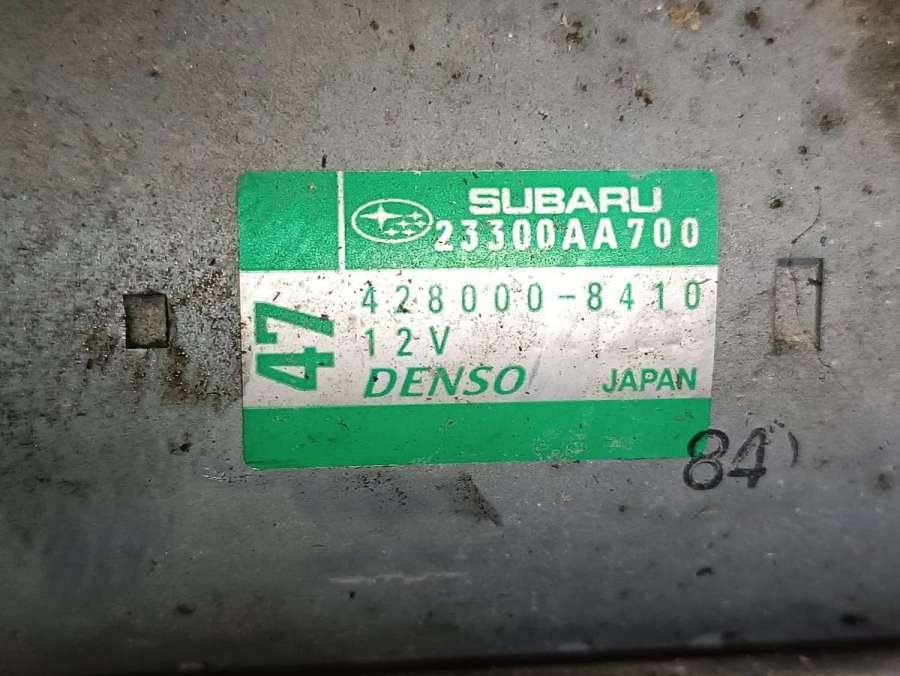 SUBARU
23300AA700
47
428000-8410
12V
DENSO JAPAN
84